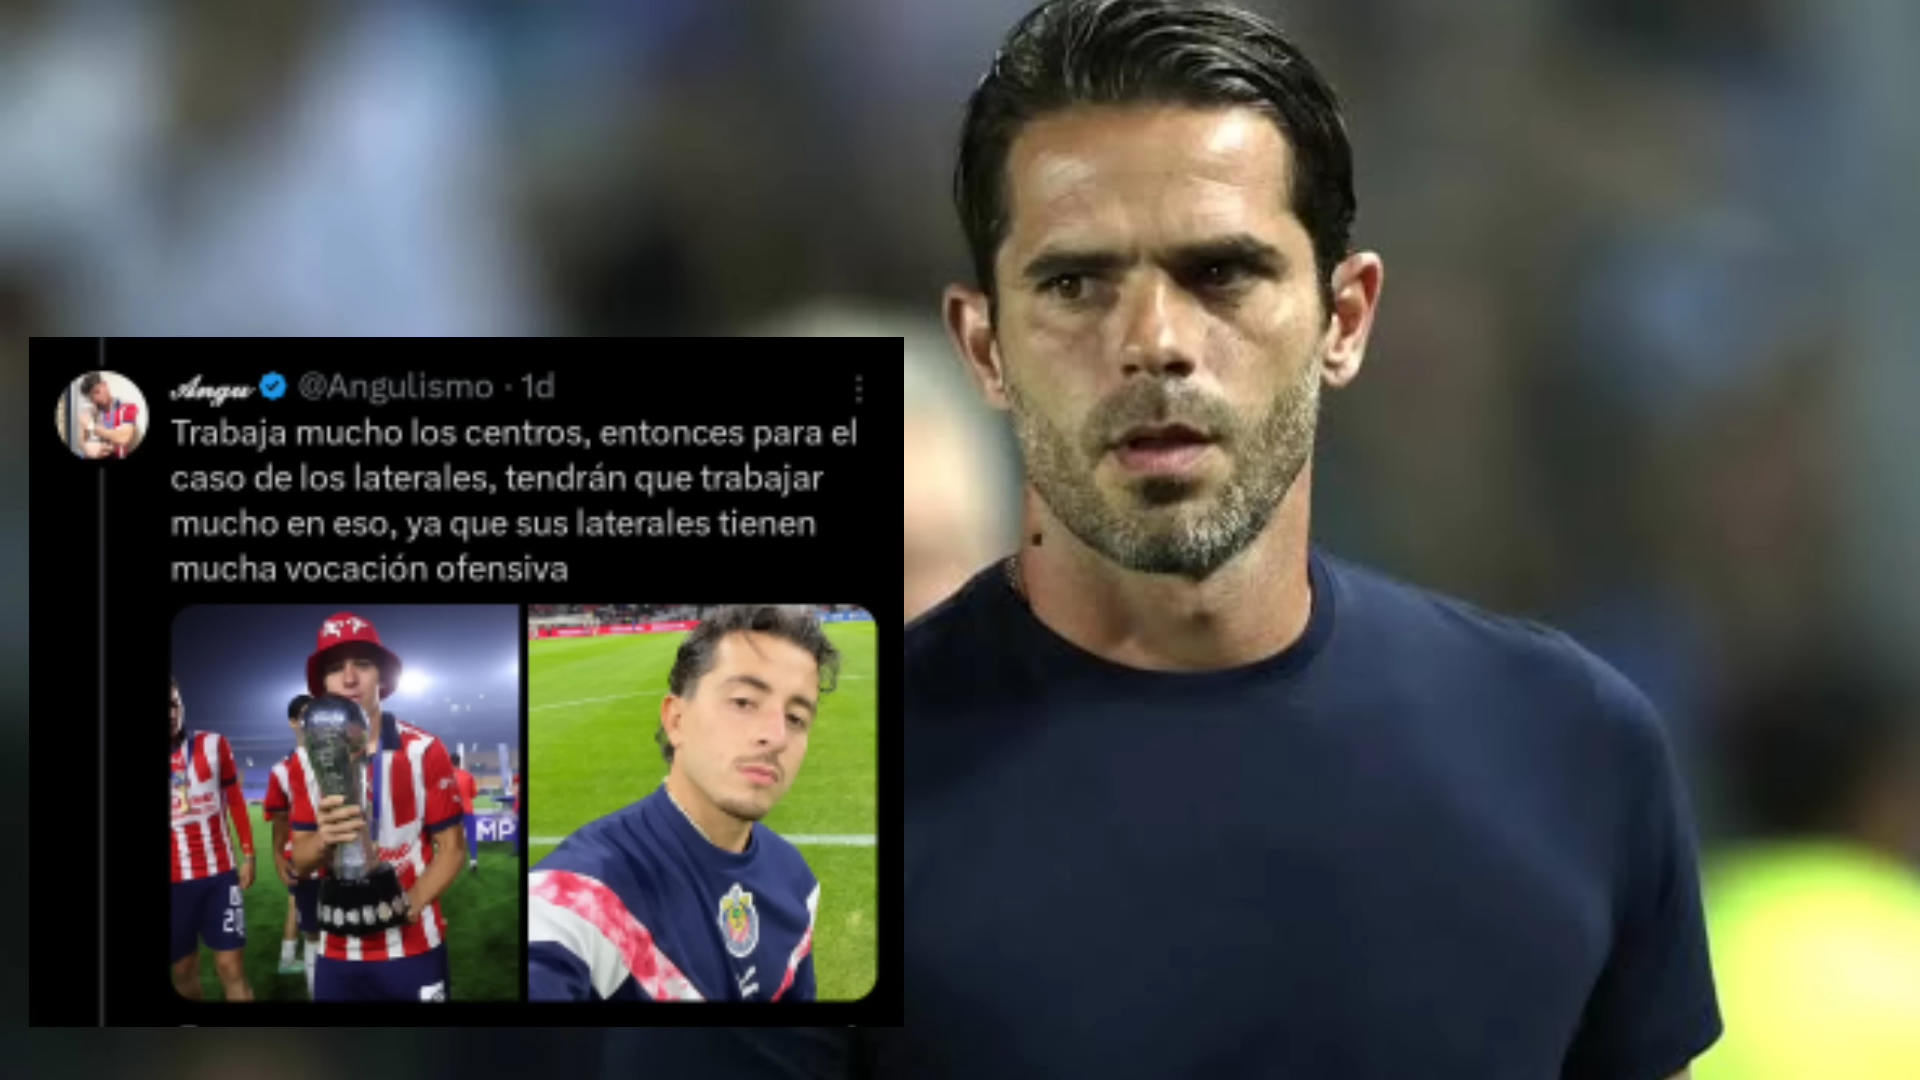 Angu @Angulismo · 1d
Trabaja mucho los centros, entonces para el
caso de los laterales, tendrán que trabajar
mucho en eso, ya que sus laterales tienen
mucha vocación ofensiva
MP